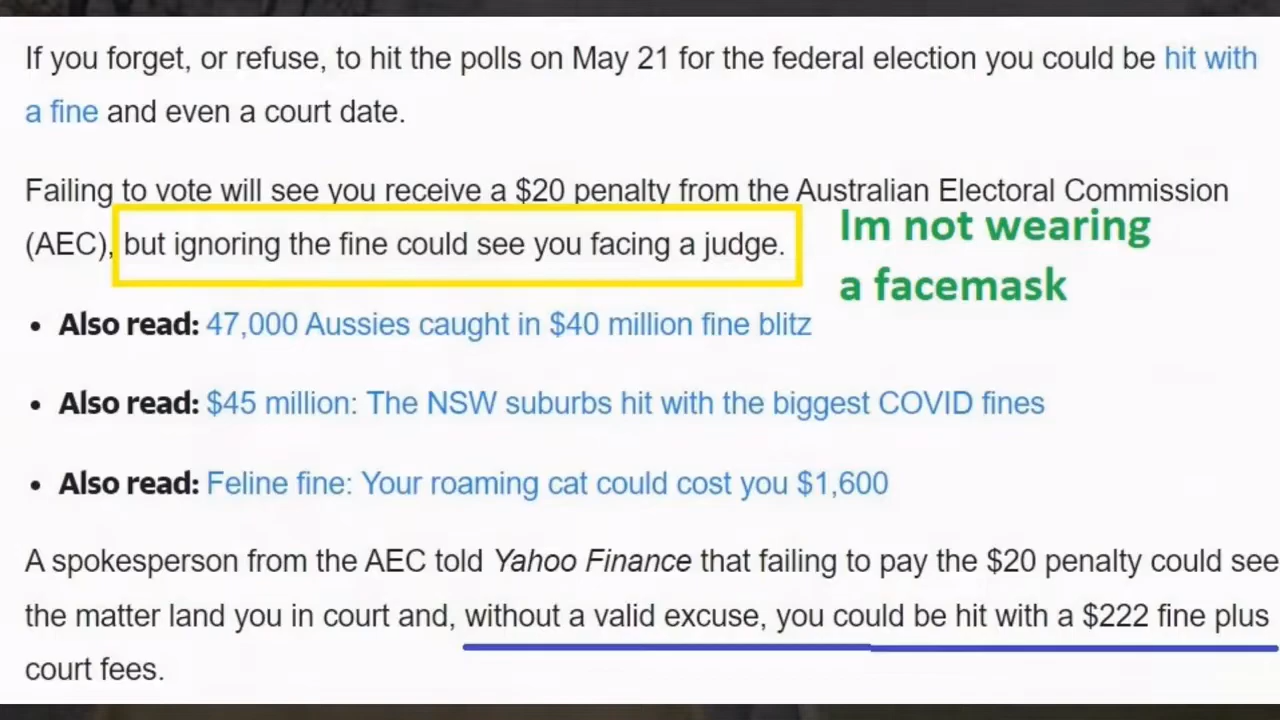 If you forget, or refuse, to hit the polls on May 21 for the federal election you could be hit with
a fine and even a court date.
Failing to vote will see you receive a $20 penalty from the Australian Electoral Commission
(AEC), but ignoring the fine could see you facing a judge.
Im not wearing
a facemask
• Also read: 47,000 Aussies caught in $40 million fine blitz
• Also read: $45 million: The NSW suburbs hit with the biggest COVID fines
• Also read: Feline fine: Your roaming cat could cost you $1,600
A spokesperson from the AEC told Yahoo Finance that failing to pay the $20 penalty could see
the matter land you in court and, without a valid excuse, you could be hit with a $222 fine plus
court fees.